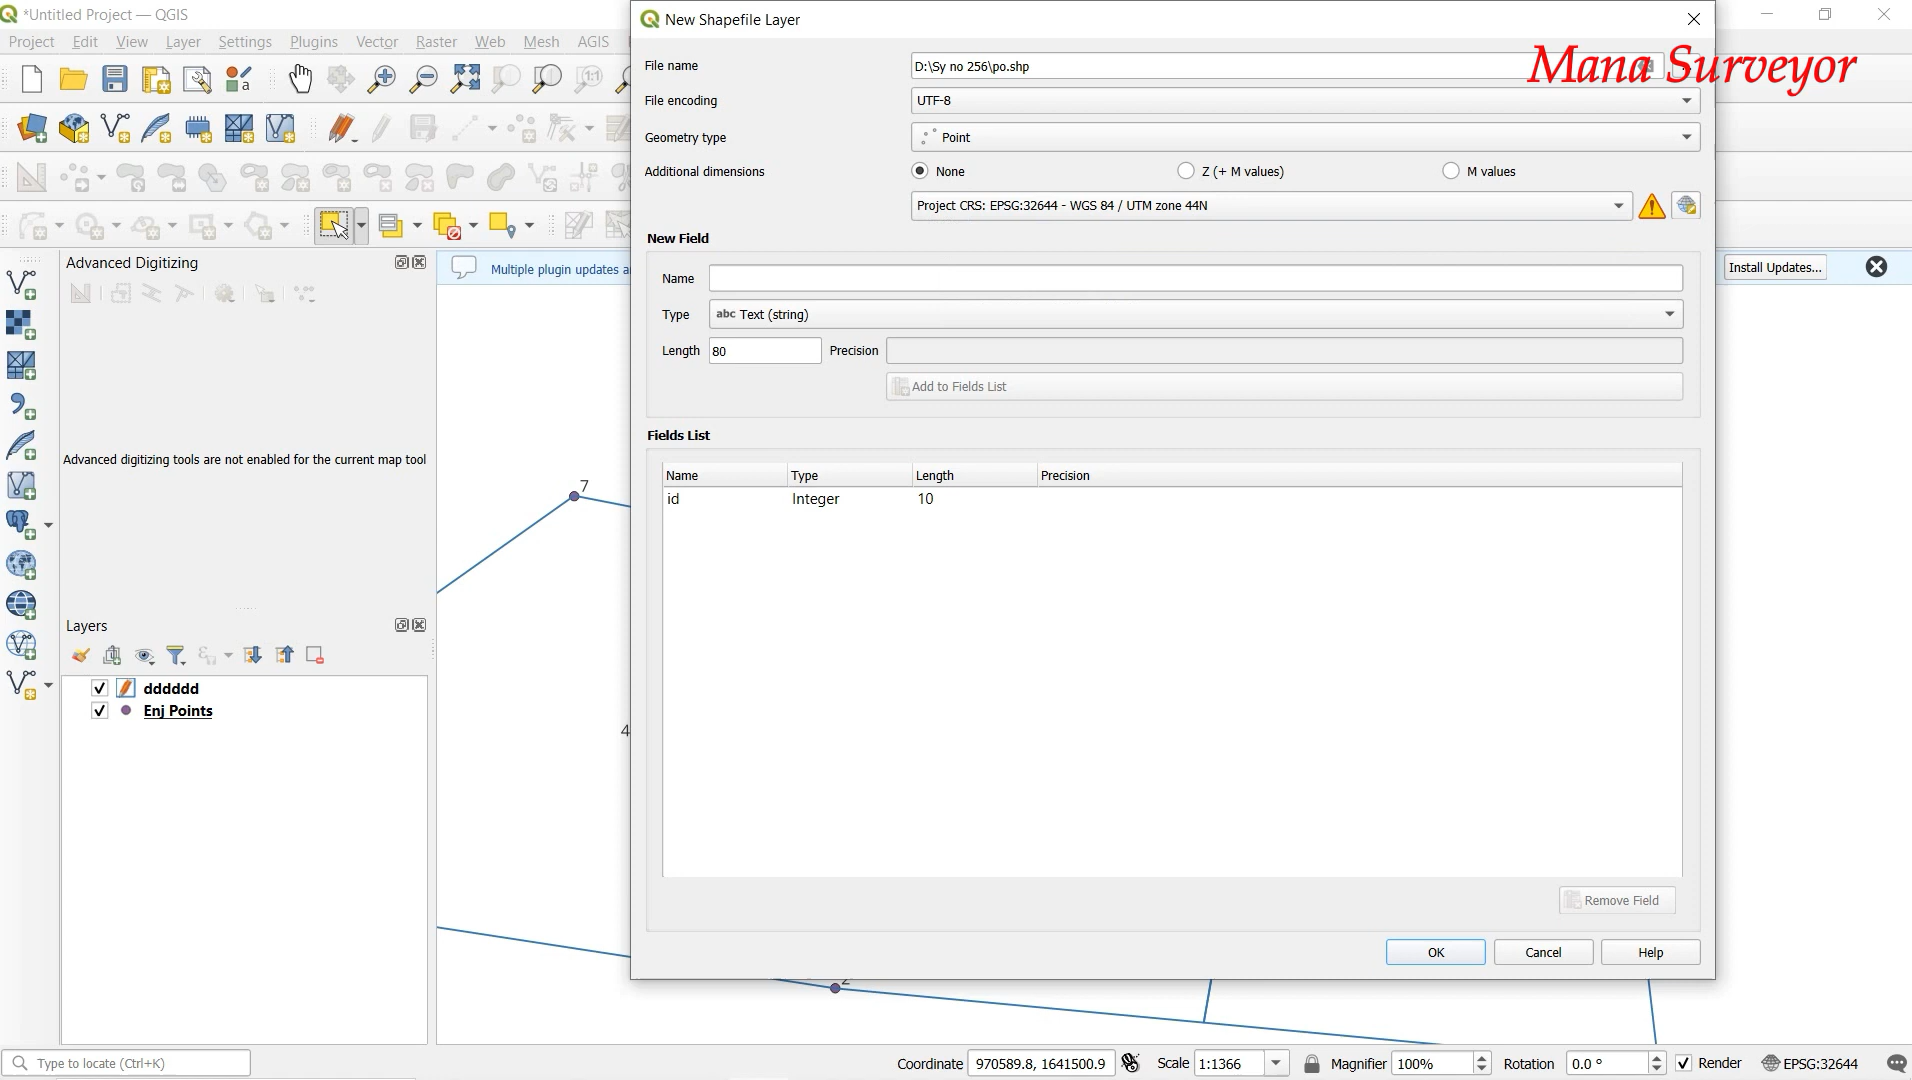 *Untitled Project — QGIS
Project Edit View Layer Settings Plugins Vector Raster Web Mesh AGIS
New Shapefile Layer
Mana Surveyor
File name D:\Sy no 256\po.shp
File encoding UTF-8
Geometry type Point
Additional dimensions None Z (+ M values) M values
Project CRS: EPSG:32644 - WGS 84 / UTM zone 44N
New Field
Name
Type abc Text (string)
Length 80 Precision
Add to Fields List
Fields List
Name Type Length Precision
id Integer 10
Remove Field
OK Cancel Help
Advanced Digitizing
Multiple plugin updates
Install Updates...
Advanced digitizing tools are not enabled for the current map tool
7
4
2
Layers
dddddd
Enj Points
Type to locate (Ctrl+K)
Coordinate 970589.8, 1641500.9 Scale 1:1366 Magnifier 100% Rotation 0.0 ° Render EPSG:32644